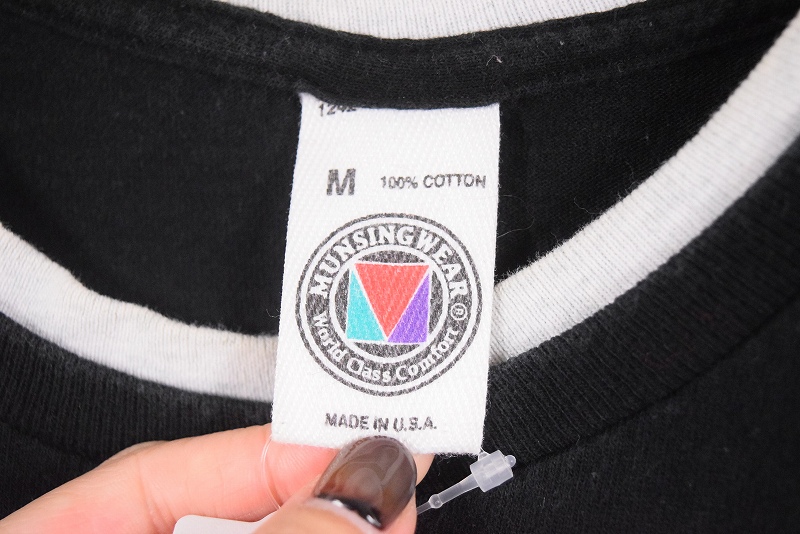 M 100% COTTON
MUNSINGWEAR ®
World Class Comfort
MADE IN U.S.A.